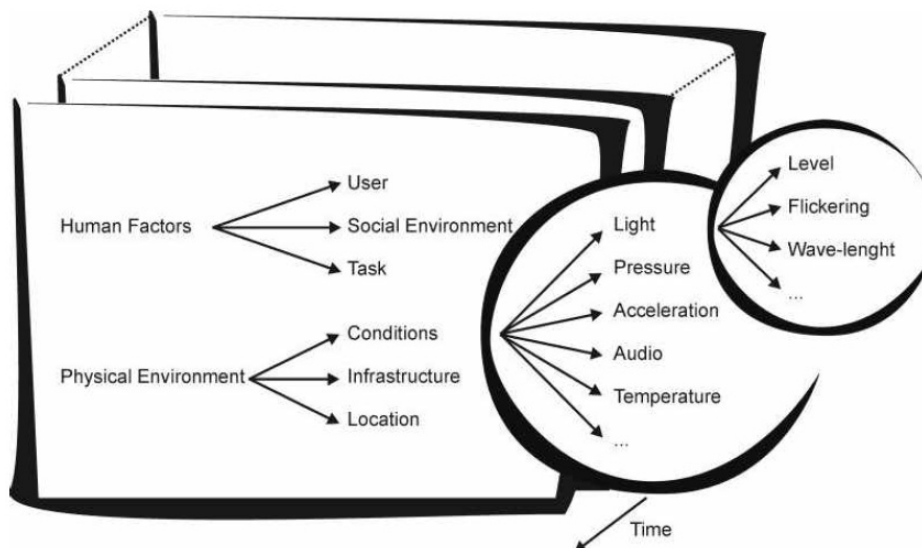 Human Factors
User
Social Environment
Task
Physical Environment
Conditions
Infrastructure
Location
Light
Pressure
Acceleration
Audio
Temperature
...
Level
Flickering
Wave-lenght
...
Time